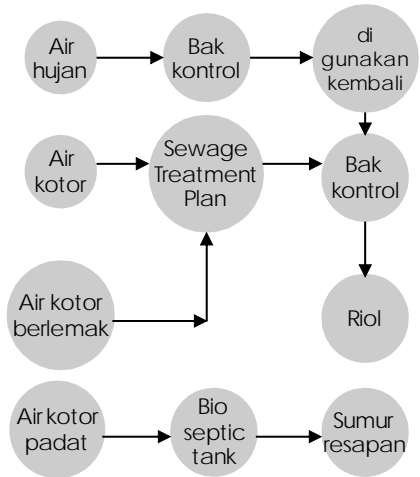 Air
hujan
Bak
kontrol
di
gunakan
kembali
Air
kotor
Sewage
Treatment
Plan
Bak
kontrol
Air kotor
berlemak
Riol
Air kotor
padat
Bio
septic
tank
Sumur
resapan